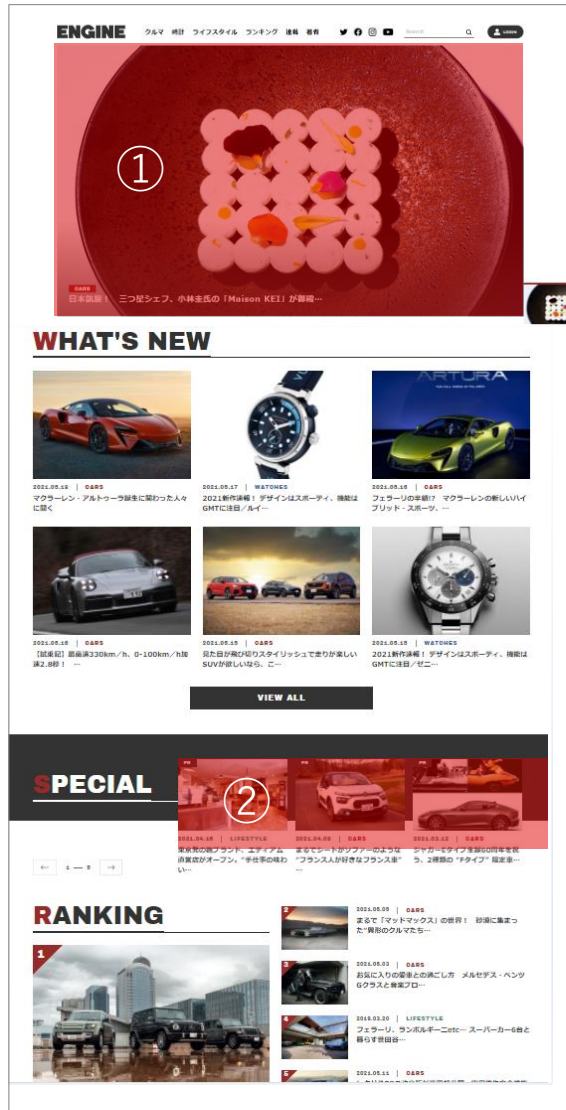 ENGINE
クルマ 時計 ライフスタイル ランキング 連載 著者
Search
LOGIN
①
CARS
日本凱旋！ 三つ星シェフ、小林圭氏の「Maison KEI」が御殿…
WHAT'S NEW
ARTURA
2021.05.18 | CARS
マクラーレン・アルトゥーラ誕生に関わった人々
に聞く
2021.05.17 | WATCHES
2021新作速報！ デザインはスポーティ、機能は
GMTに注目／ルイ…
2021.05.16 | CARS
フェラーリの半額!? マクラーレンの新しいハイ
ブリッド・スポーツ、…
2021.05.16 | CARS
【試乗記】最高速330km／h、0-100km／h加
速2.8秒！ …
2021.05.15 | CARS
見た目が飛び切りスタイリッシュで走りが楽しい
SUVが欲しいなら、こ…
2021.05.15 | WATCHES
2021新作速報！ デザインはスポーティ、機能は
GMTに注目／ゼニ…
VIEW ALL
SPECIAL
②
PR
2021.04.16 | LIFESTYLE
直営店がオープン。“手仕事の味わ
い…
PR
2021.04.08 | CARS
まるでシートがソファーのような
“フランス人が好きなフランス車”
…
PR
2021.03.12 | CARS
ジャガーEタイプ生誕60周年を祝
う、2種類の “Fタイプ” 限定車…
RANKING
1
2
2021.05.05 | CARS
まるで「マッドマックス」の世界！ 砂漠に集まっ
た“異形のクルマたち…
3
2021.05.03 | CARS
お気に入りの愛車との過ごし方 メルセデス・ベンツ
Gクラスと音楽プロ…
4
2019.03.20 | LIFESTYLE
フェラーリ、ランボルギーニetc… スーパーカー6台と
暮らす世田谷…
5
2021.05.11 | CARS